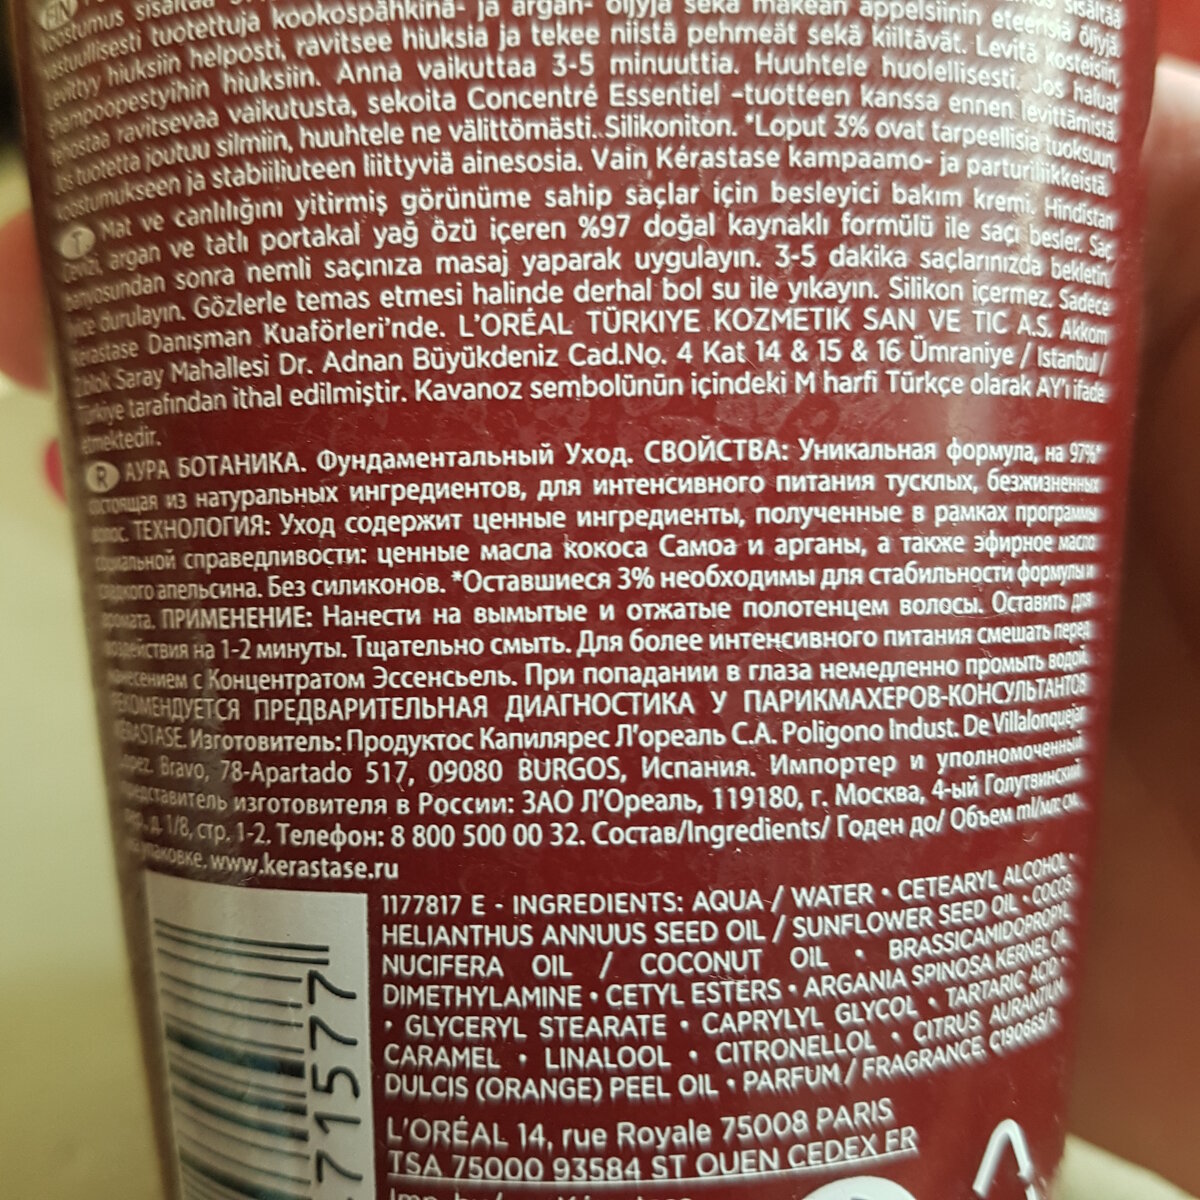 FIN
koostumus sisältää
sisältää
vastuullisesti tuotettuja kookospähkinä- ja argan- öljyjä sekä makean appelsiinin eteeristä öljyä.
Levittyy hiuksiin helposti, ravitsee hiuksia ja tekee niistä pehmeät sekä kiiltävät. Levitä kosteisiin,
shampoopestyihin hiuksiin. Anna vaikuttaa 3-5 minuuttia. Huuhtele huolellisesti. Jos haluat
tehostaa ravitsevaa vaikutusta, sekoita Concentré Essentiel -tuotteen kanssa ennen levittämistä.
Jos tuotetta joutuu silmiin, huuhtele ne välittömästi. Silikoniton. *Loput 3% ovat tarpeellisia tuoksuun,
koostumukseen ja stabiiliuteen liittyviä ainesosia. Vain Kérastase kampaamo- ja parturiliikkeistä.
T Mat ve canlılığını yitirmiş görünüme sahip saçlar için besleyici bakım kremi. Hindistan
Cevizi, argan ve tatlı portakal yağ özü içeren %97 doğal kaynaklı formülü ile saçı besler. Saç
banyosundan sonra nemli saçınıza masaj yaparak uygulayın. 3-5 dakika saçlarınızda bekletin,
iyice durulayın. Gözlerle temas etmesi halinde derhal bol su ile yıkayın. Silikon içermez. Sadece
Kérastase Danışman Kuaförleri’nde. L’ORÉAL TÜRKIYE KOZMETIK SAN VE TIC A.S. Akkom
2.blok Saray Mahallesi Dr. Adnan Büyükdeniz Cad.No. 4 Kat 14 & 15 & 16 Ümraniye / Istanbul /
Türkiye tarafından ithal edilmiştir. Kavanoz sembolünün içindeki M harfi Türkçe olarak AY’ı ifade
etmektedir.
R АУРА БОТАНИКА. Фундаментальный Уход. СВОЙСТВА: Уникальная формула, на 97%*
состоящая из натуральных ингредиентов, для интенсивного питания тусклых, безжизненных
волос. ТЕХНОЛОГИЯ: Уход содержит ценные ингредиенты, полученные в рамках программы
социальной справедливости: ценные масла кокоса Самоа и арганы, а также эфирное масло
сладкого апельсина. Без силиконов. *Оставшиеся 3% необходимы для стабильности формулы и
аромата. ПРИМЕНЕНИЕ: Нанести на вымытые и отжатые полотенцем волосы. Оставить для
воздействия на 1-2 минуты. Тщательно смыть. Для более интенсивного питания смешать перед
нанесением с Концентратом Эссенсьель. При попадании в глаза немедленно промыть водой.
РЕКОМЕНДУЕТСЯ ПРЕДВАРИТЕЛЬНАЯ ДИАГНОСТИКА У ПАРИКМАХЕРОВ-КОНСУЛЬТАНТОВ
KÉRASTASE. Изготовитель: Продуктос Капилярес Л’ореаль С.А. Poligono Indust. De Villalonquejar
Lopez Bravo, 78-Apartado 517, 09080 BURGOS, Испания. Импортер и уполномоченный
представитель изготовителя в России: ЗАО Л’Ореаль, 119180, г. Москва, 4-ый Голутвинский
пер., д. 1/8, стр. 1-2. Телефон: 8 800 500 00 32. Состав/Ingredients/ Годен до/ Объем ml/мл: см.
на упаковке. www.kerastase.ru
1177817 E - INGREDIENTS: AQUA / WATER • CETEARYL ALCOHOL •
HELIANTHUS ANNUUS SEED OIL / SUNFLOWER SEED OIL • COCOS
NUCIFERA OIL / COCONUT OIL • BRASSICAMIDOPROPYL
DIMETHYLAMINE • CETYL ESTERS • ARGANIA SPINOSA KERNEL OIL
• GLYCERYL STEARATE • CAPRYLYL GLYCOL • TARTARIC ACID •
CARAMEL • LINALOOL • CITRONELLOL • CITRUS AURANTIUM
DULCIS (ORANGE) PEEL OIL • PARFUM / FRAGRANCE. C190665/1.
71577
L’ORÉAL 14, rue Royale 75008 PARIS
TSA 75000 93584 ST OUEN CEDEX FR